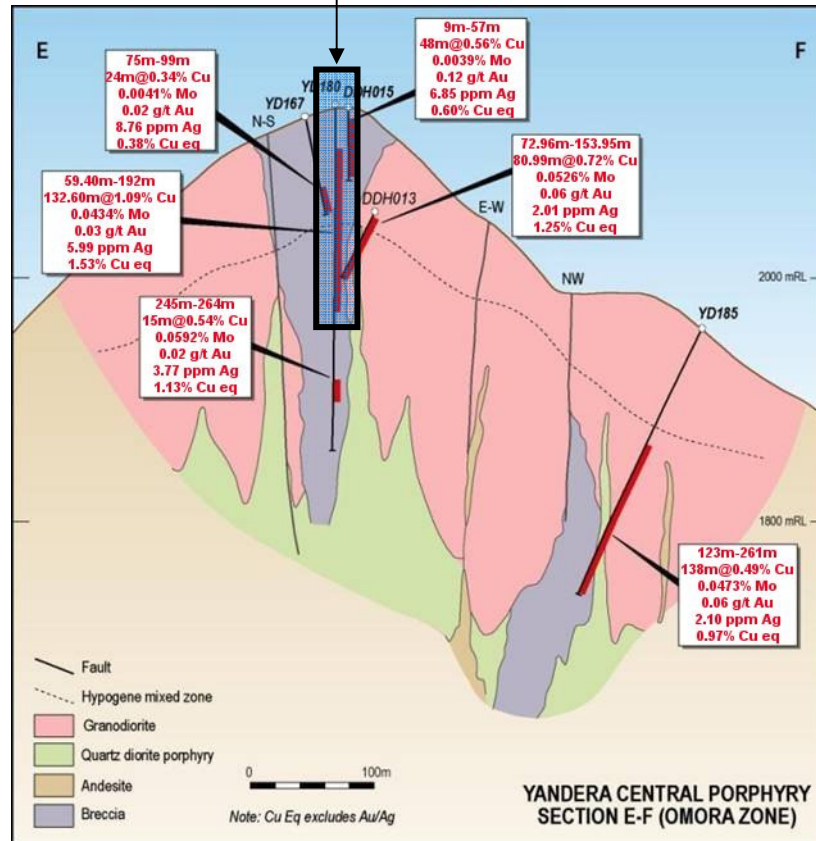 E
F
75m-99m
24m@0.34% Cu
0.0041% Mo
0.02 g/t Au
8.76 ppm Ag
0.38% Cu eq
9m-57m
48m@0.56% Cu
0.0039% Mo
0.12 g/t Au
6.85 ppm Ag
0.60% Cu eq
YD180
DDH015
YD167
N-S
72.96m-153.95m
80.99m@0.72% Cu
0.0526% Mo
0.06 g/t Au
2.01 ppm Ag
1.25% Cu eq
59.40m-192m
132.60m@1.09% Cu
0.0434% Mo
0.03 g/t Au
5.99 ppm Ag
1.53% Cu eq
DDH013
E-W
NW
2000 mRL
YD185
245m-264m
15m@0.54% Cu
0.0592% Mo
0.02 g/t Au
3.77 ppm Ag
1.13% Cu eq
1800 mRL
123m-261m
138m@0.49% Cu
0.0473% Mo
0.06 g/t Au
2.10 ppm Ag
0.97% Cu eq
Fault
Hypogene mixed zone
Granodiorite
Quartz diorite porphyry
Andesite
Breccia
0 100m
Note: Cu Eq excludes Au/Ag
YANDERA CENTRAL PORPHYRY
SECTION E-F (OMORA ZONE)